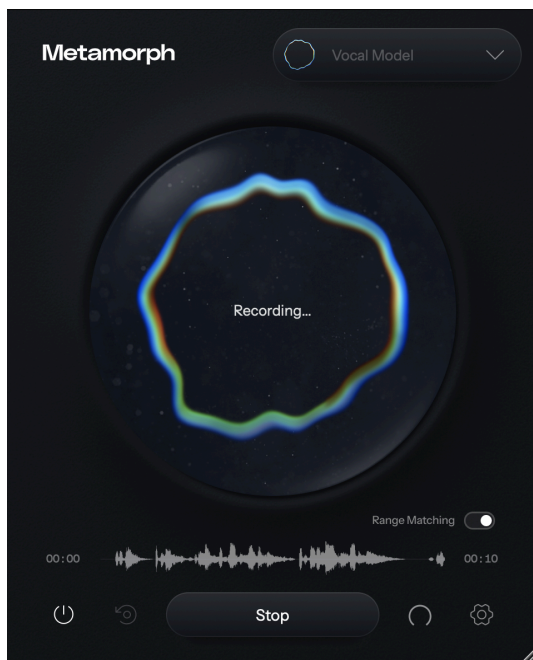 Metamorph
Vocal Model
Recording...
Range Matching
00:00
00:10
Stop